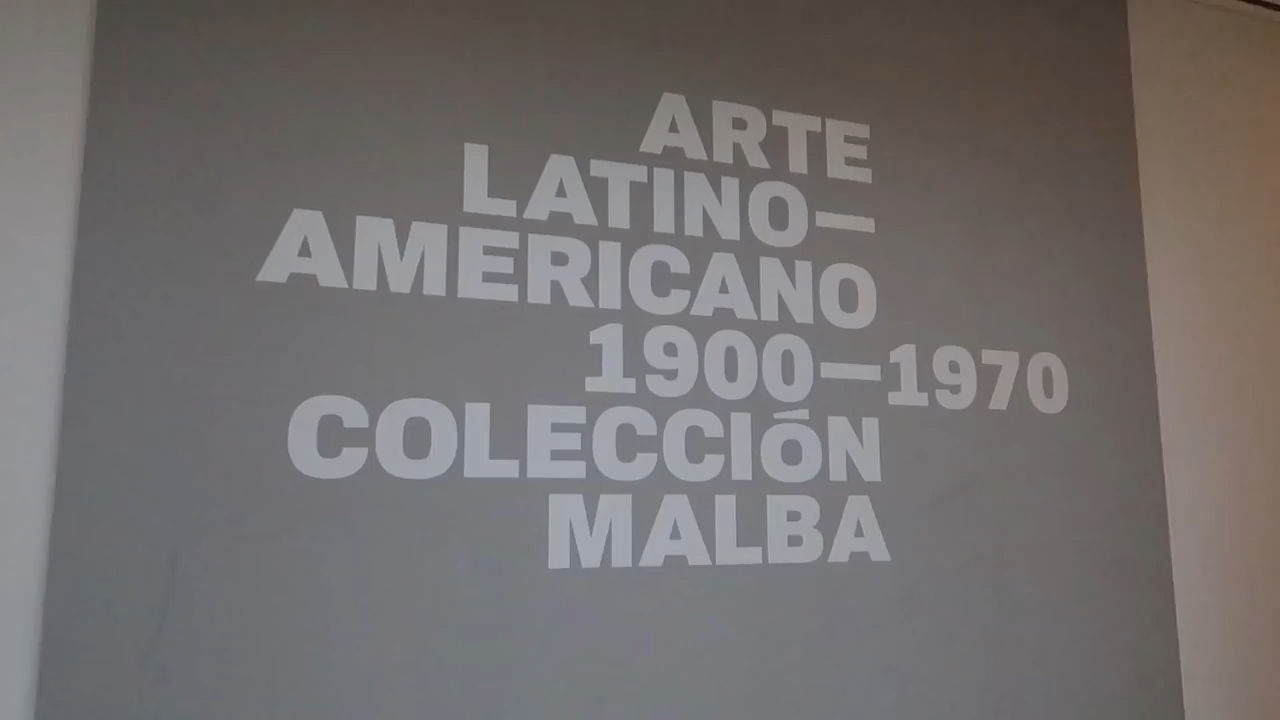 ARTE
LATINO—
AMERICANO
1900—1970
COLECCIÓN
MALBA